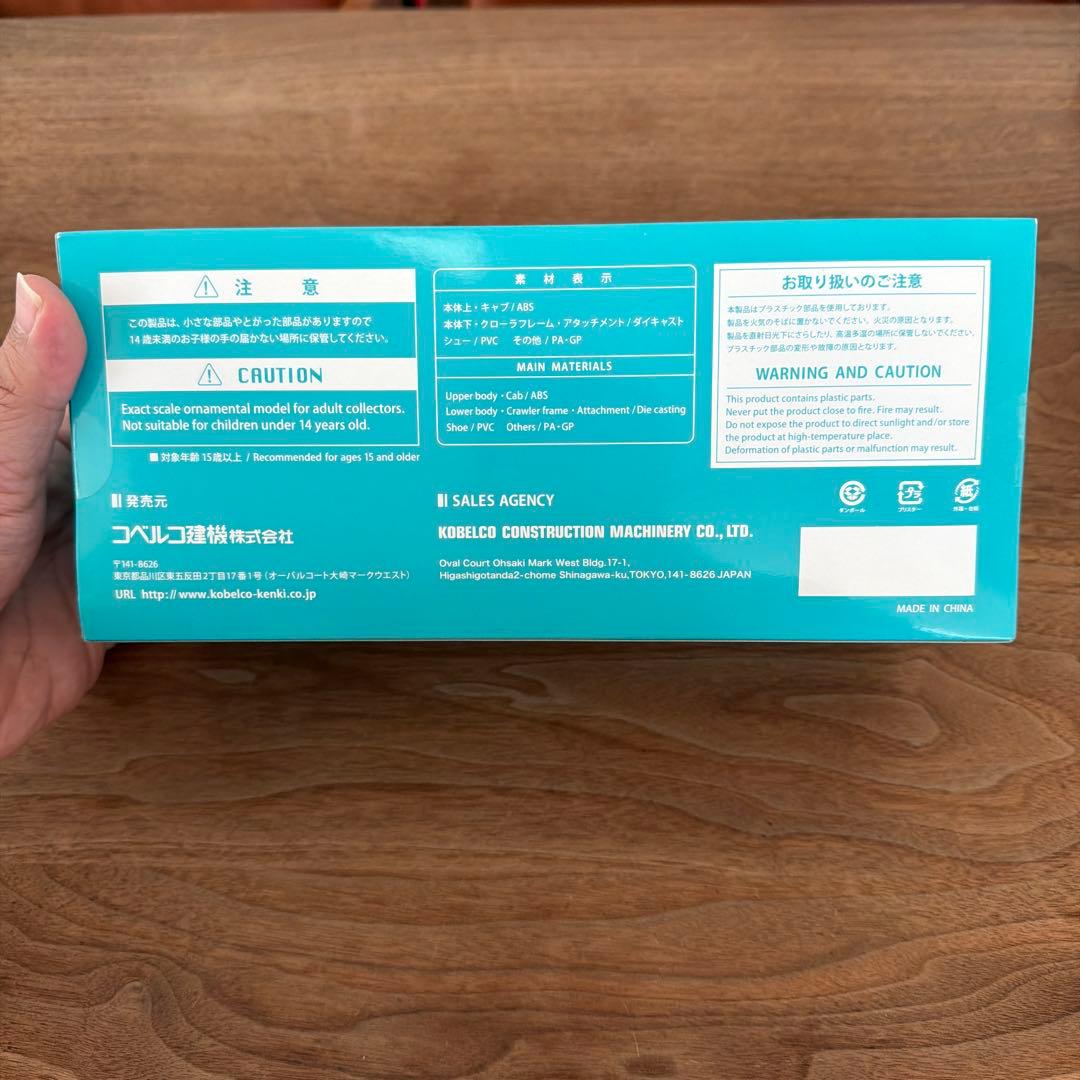 注 意
この製品は、小さな部品やとがった部品がありますので
14歳未満のお子様の手の届かない場所に保管してください。
CAUTION
Exact scale ornamental model for adult collectors.
Not suitable for children under 14 years old.
■ 対象年齢 15歳以上 / Recommended for ages 15 and older
素 材 表 示
本体上・キャブ / ABS
本体下・クローラフレーム・アタッチメント / ダイキャスト
シュー / PVC その他 / PA・GP
MAIN MATERIALS
Upper body・Cab / ABS
Lower body・Crawler frame・Attachment / Die casting
Shoe / PVC Others / PA・GP
お取り扱いのご注意
本製品はプラスチック部品を使用しております。
製品を火気のそばに置かないでください。火災の原因となります。
製品を直射日光下にさらしたり、高温多湿の場所に保管しないでください。
プラスチック部品の変形や故障の原因となります。
WARNING AND CAUTION
This product contains plastic parts.
Never put the product close to fire. Fire may result.
Do not expose the product to direct sunlight and/or store
the product at high-temperature place.
Deformation of plastic parts or malfunction may result.
発売元
コベルコ建機株式会社
〒141-8626
東京都品川区東五反田2丁目17番1号 (オーバルコート大崎マークウエスト)
URL http://www.kobelco-kenki.co.jp
SALES AGENCY
KOBELCO CONSTRUCTION MACHINERY CO., LTD.
Oval Court Ohsaki Mark West Bldg.17-1,
Higashigotanda2-chome Shinagawa-ku,TOKYO,141-8626 JAPAN
ダンボール
プラ
ブリスター
紙
外箱・台紙
MADE IN CHINA